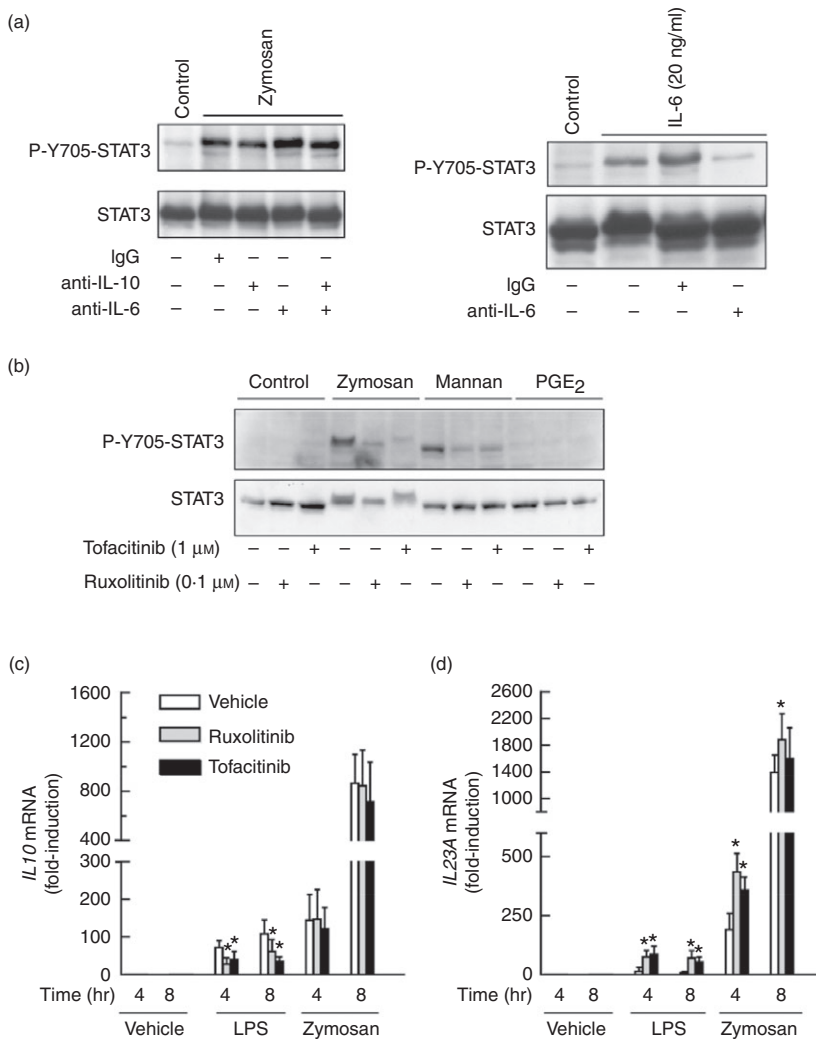 (a)
Control
Zymosan
P-Y705-STAT3
STAT3
IgG – + – – –
anti-IL-10 – – + – +
anti-IL-6 – – – + +
Control
IL-6 (20 ng/ml)
P-Y705-STAT3
STAT3
IgG – – + –
anti-IL-6 – – – +
(b)
Control Zymosan Mannan PGE2
P-Y705-STAT3
STAT3
Tofacitinib (1 μM) – – + – – + – – + – – +
Ruxolitinib (0·1 μM) – + – – + – – + – – + –
(c)
1600
1200
800
400
300
200
100
0
IL10 mRNA
(fold-induction)
Vehicle
Ruxolitinib
Tofacitinib
* * * *
Time (hr) 4 8 4 8 4 8
Vehicle LPS Zymosan
(d)
2600
2200
1800
1400
1000
500
250
0
IL23A mRNA
(fold-induction)
* * * * * * *
Time (hr) 4 8 4 8 4 8
Vehicle LPS Zymosan